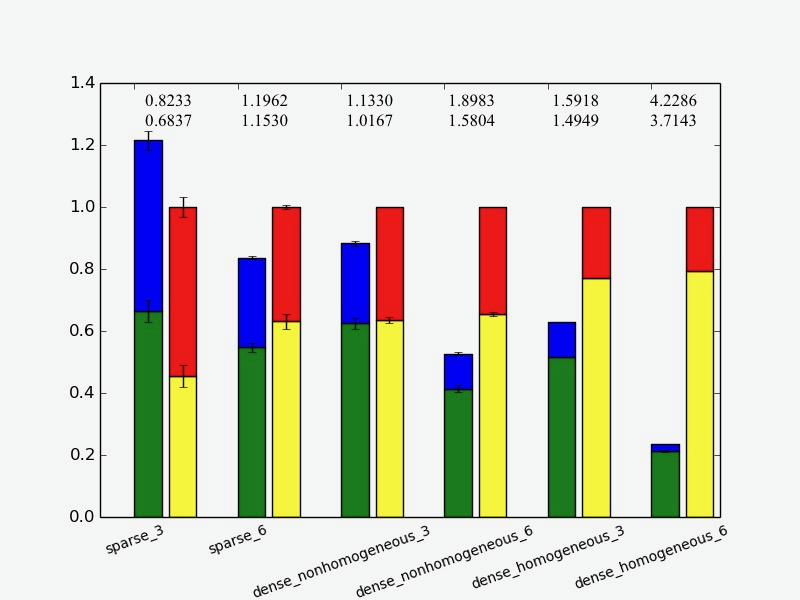 1.4
0.8233 1.1962 1.1330 1.8983 1.5918 4.2286
0.6837 1.1530 1.0167 1.5804 1.4949 3.7143
1.2
1.0
0.8
0.6
0.4
0.2
0.0
sparse_3
sparse_6
dense_nonhomogeneous_3
dense_nonhomogeneous_6
dense_homogeneous_3
dense_homogeneous_6